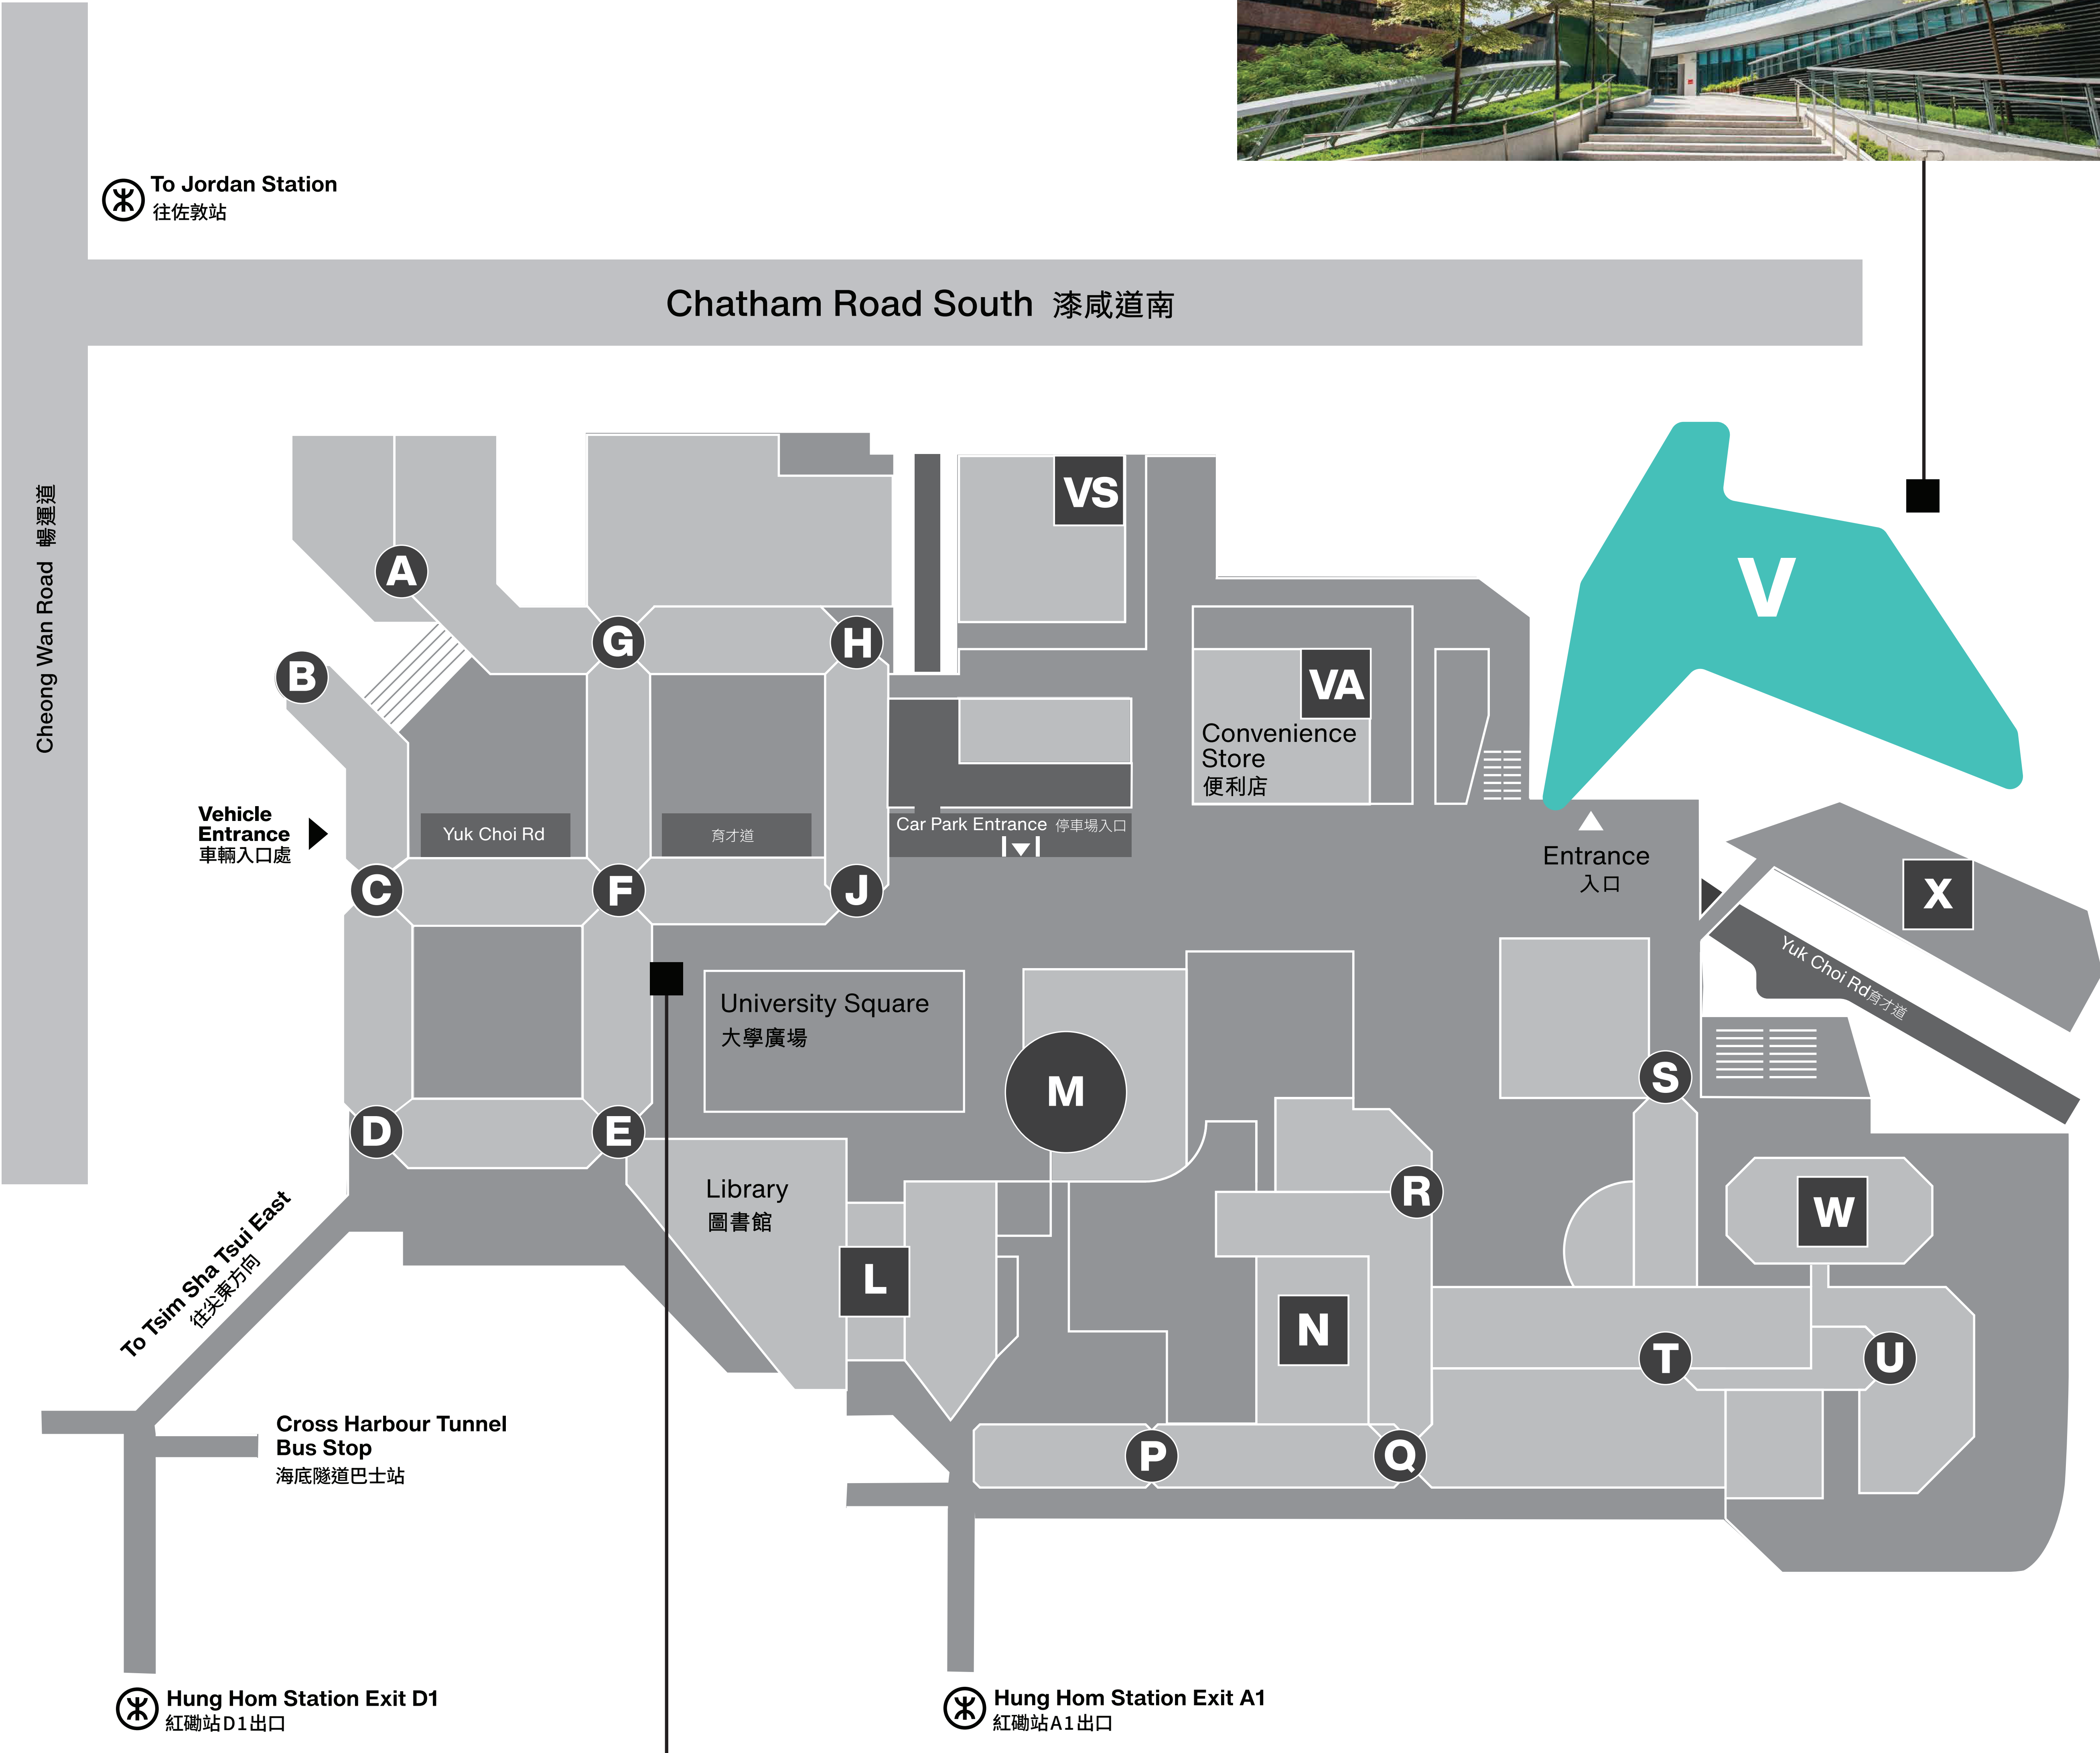 To Jordan Station
往佐敦站
Chatham Road South 漆咸道南
Cheong Wan Road 暢運道
VS
A
V
G
H
B
VA
Convenience
Store
便利店
Vehicle
Entrance
車輛入口處
Yuk Choi Rd
育才道
Car Park Entrance 停車場入口
Entrance
入口
C
F
J
X
Yuk Choi Rd育才道
University Square
大學廣場
M
S
D
E
Library
圖書館
R
W
To Tsim Sha Tsui East
往尖東方向
L
N
T
U
Cross Harbour Tunnel
Bus Stop
海底隧道巴士站
P
Q
Hung Hom Station Exit D1
紅磡站D1出口
Hung Hom Station Exit A1
紅磡站A1出口